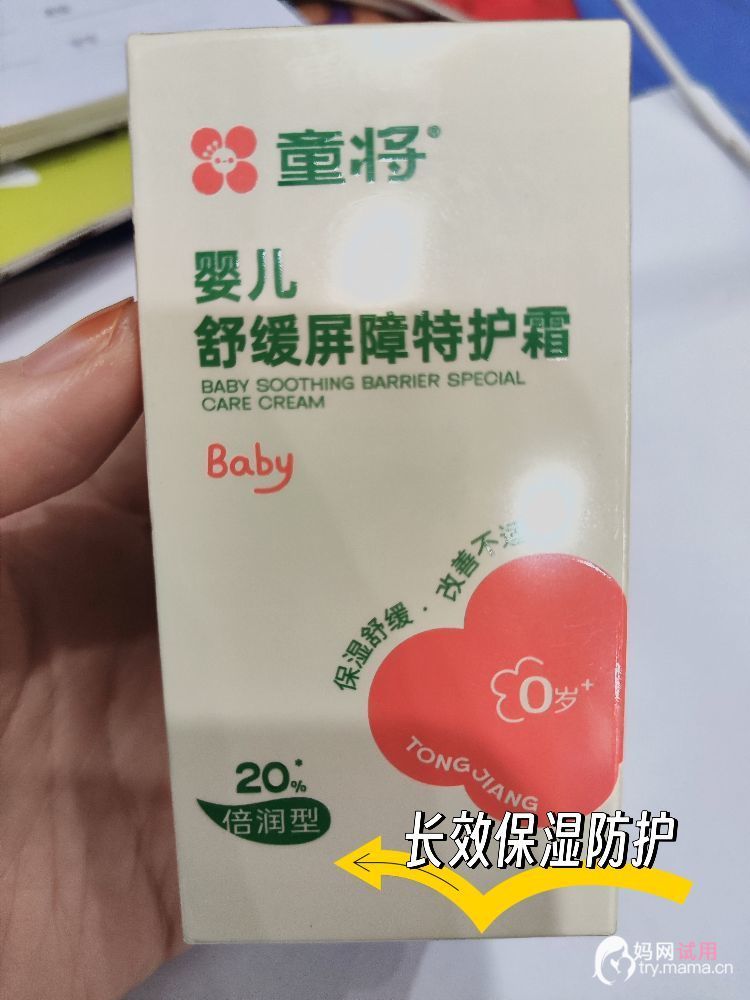 童将®
婴儿
舒缓屏障特护霜
BABY SOOTHING BARRIER SPECIAL
CARE CREAM
Baby
保湿舒缓·改善不适
0岁+
TONG JIANG
20%*
倍润型
长效保湿防护
妈网试用
try.mama.cn